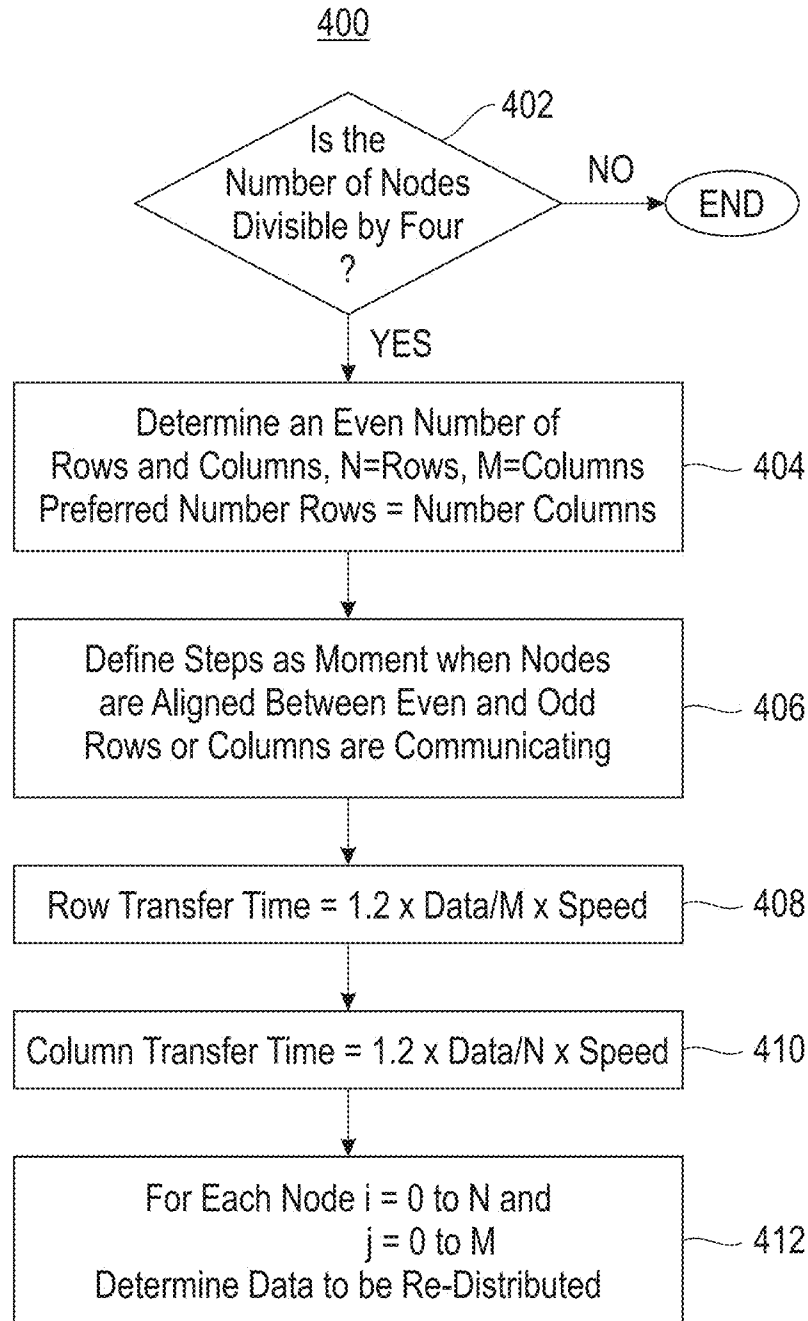 400
402
Is the
Number of Nodes
Divisible by Four
?
NO
END
YES
Determine an Even Number of
Rows and Columns, N=Rows, M=Columns
Preferred Number Rows = Number Columns
404
Define Steps as Moment when Nodes
are Aligned Between Even and Odd
Rows or Columns are Communicating
406
Row Transfer Time = 1.2 x Data/M x Speed
408
Column Transfer Time = 1.2 x Data/N x Speed
410
For Each Node i = 0 to N and
j = 0 to M
Determine Data to be Re-Distributed
412